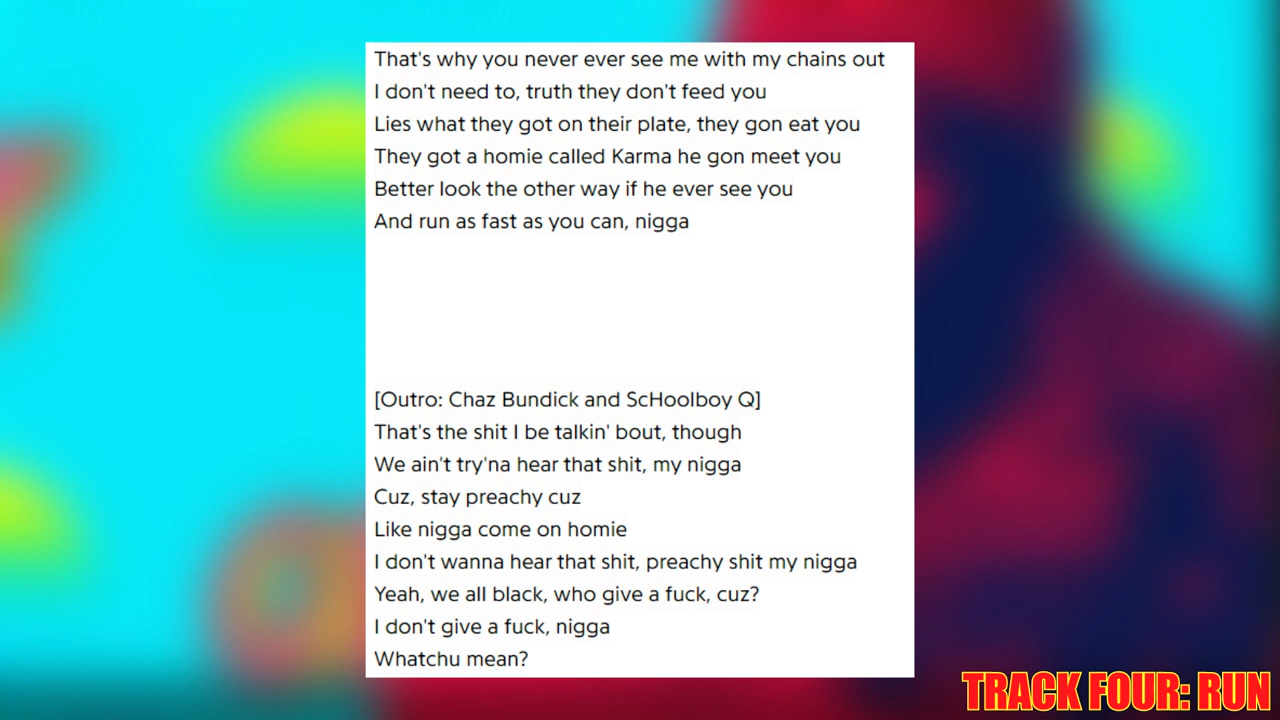 That's why you never ever see me with my chains out
I don't need to, truth they don't feed you
Lies what they got on their plate, they gon eat you
They got a homie called Karma he gon meet you
Better look the other way if he ever see you
And run as fast as you can, nigga
[Outro: Chaz Bundick and ScHoolboy Q]
That's the shit I be talkin' bout, though
We ain't try'na hear that shit, my nigga
Cuz, stay preachy cuz
Like nigga come on homie
I don't wanna hear that shit, preachy shit my nigga
Yeah, we all black, who give a fuck, cuz?
I don't give a fuck, nigga
Whatchu mean?
TRACK FOUR: RUN